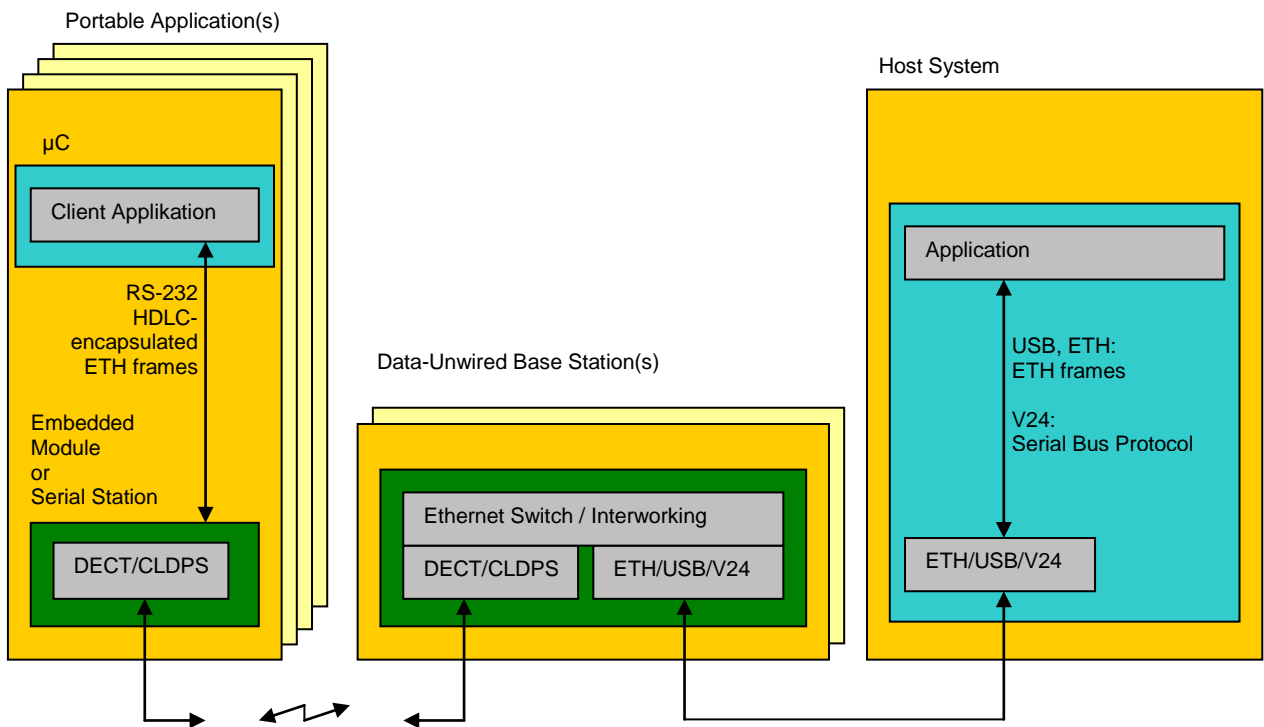 Portable Application(s)
µC
Client Applikation
RS-232
HDLC-
encapsulated
ETH frames
Embedded
Module
or
Serial Station
DECT/CLDPS
Data-Unwired Base Station(s)
Ethernet Switch / Interworking
DECT/CLDPS
ETH/USB/V24
Host System
Application
USB, ETH:
ETH frames
V24:
Serial Bus Protocol
ETH/USB/V24